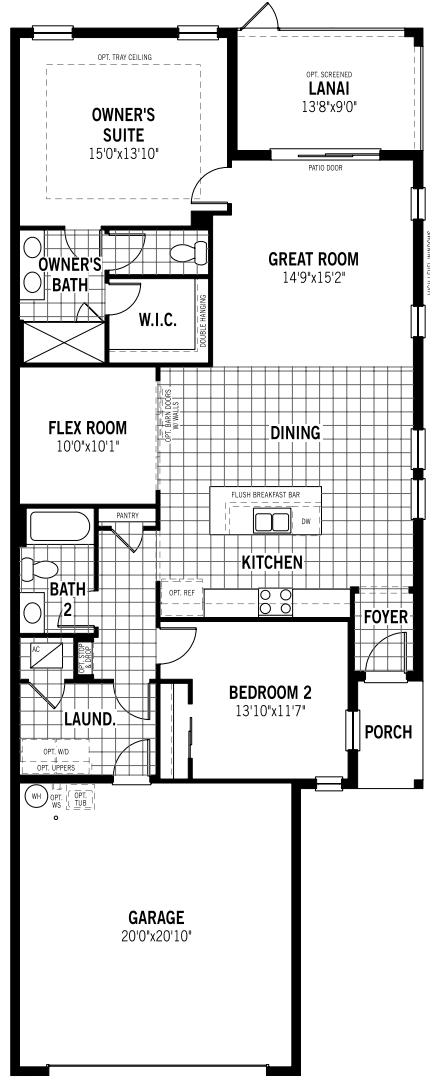 OPT. TRAY CEILING
OWNER'S
SUITE
15'0"x13'10"
OPT. SCREENED
LANAI
13'8"x9'0"
PATIO DOOR
GREAT ROOM
14'9"x15'2"
OWNER'S
BATH
W.I.C.
DOUBLE HANGING
FLEX ROOM
10'0"x10'1"
OPT. BARN DOORS
W/ WALLS
DINING
FLUSH BREAKFAST BAR
DW
PANTRY
KITCHEN
OPT. REF
BATH
2
FOYER
AC
OPT. STOP
& DROP
BEDROOM 2
13'10"x11'7"
LAUND.
PORCH
OPT. W/D
OPT. UPPERS
WH
OPT.
WS
OPT.
TUB
GARAGE
20'0"x20'10"